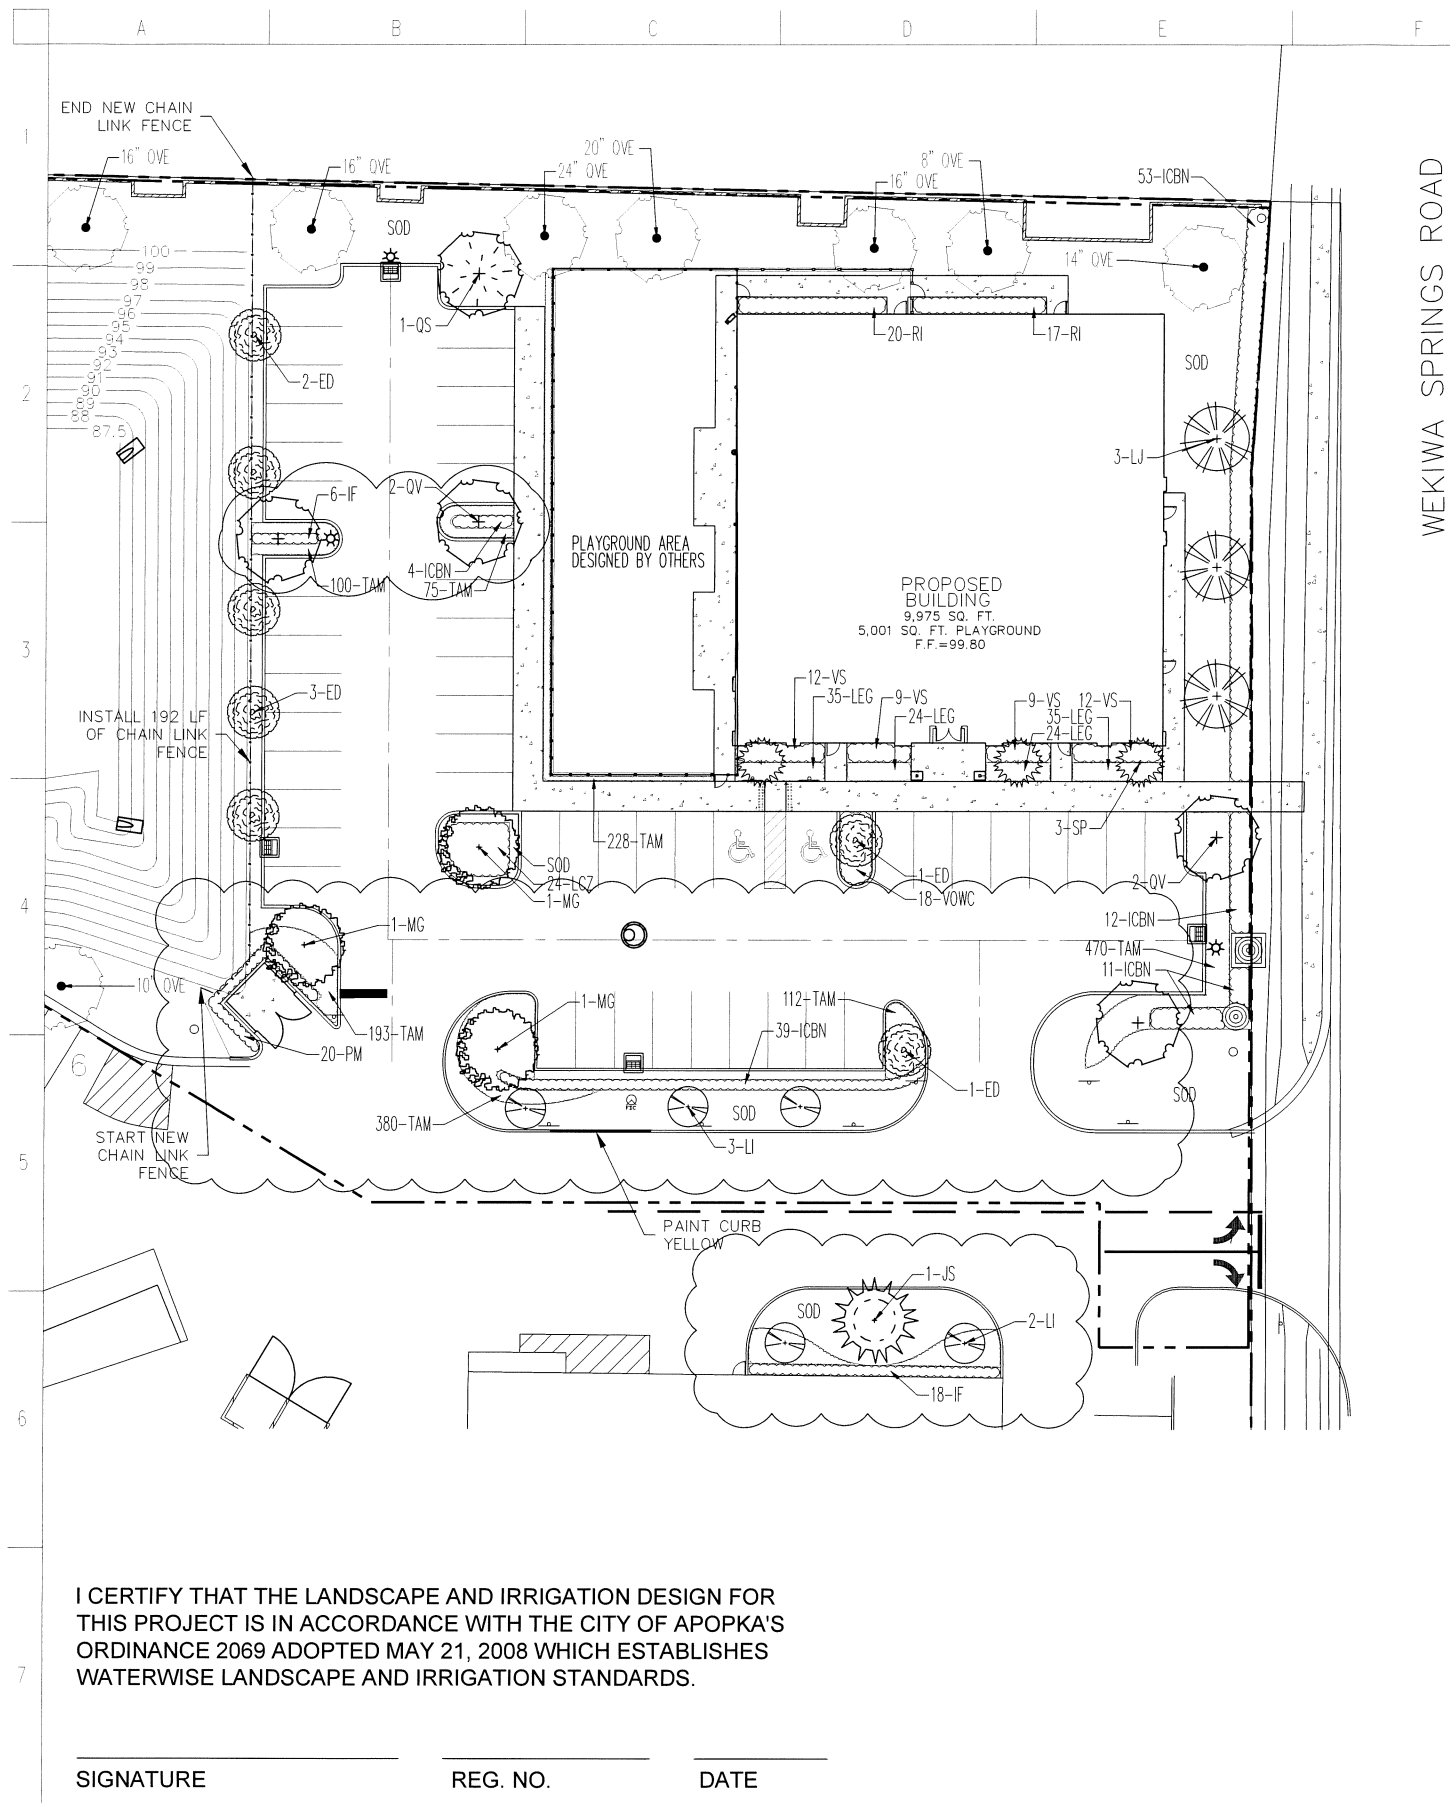 A
B
C
D
E
F
1
2
3
4
5
6
7
END NEW CHAIN
LINK FENCE
16" OVE
16" OVE
20" OVE
24" OVE
8" OVE
16" OVE
53-ICBN
14" OVE
SOD
100
99
98
97
96
95
94
93
92
91
90
89
88
87.5
1-QS
20-RI
17-RI
SOD
2-ED
3-LJ
6-IF
2-QV
4-ICBN
75-TAM
100-TAM
PLAYGROUND AREA
DESIGNED BY OTHERS
PROPOSED
BUILDING
9,975 SQ. FT.
5,001 SQ. FT. PLAYGROUND
F.F.=99.80
3-ED
INSTALL 192 LF
OF CHAIN LINK
FENCE
12-VS
35-LEG
9-VS
24-LEG
9-VS
12-VS
35-LEG
24-LEG
3-SP
228-TAM
SOD
24-LC7
1-MG
1-ED
18-VOWC
2-QV
12-ICBN
470-TAM
11-ICBN
1-MG
10" OVE
193-TAM
20-PM
6
1-MG
112-TAM
39-ICBN
1-ED
380-TAM
SOD
3-LI
SOD
START NEW
CHAIN LINK
FENCE
PAINT CURB
YELLOW
1-JS
SOD
2-LI
18-IF
WEKIWA SPRINGS ROAD
I CERTIFY THAT THE LANDSCAPE AND IRRIGATION DESIGN FOR
THIS PROJECT IS IN ACCORDANCE WITH THE CITY OF APOPKA'S
ORDINANCE 2069 ADOPTED MAY 21, 2008 WHICH ESTABLISHES
WATERWISE LANDSCAPE AND IRRIGATION STANDARDS.
SIGNATURE
REG. NO.
DATE